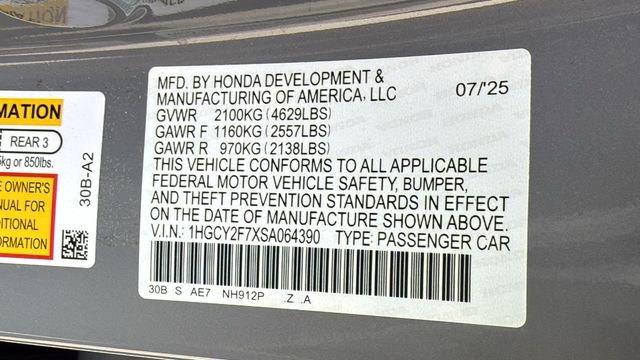 MATION
REAR 3
kg or 850lbs.
E OWNER'S
NUAL FOR
DITIONAL
ORMATION
30B-A2
MFD. BY HONDA DEVELOPMENT &
MANUFACTURING OF AMERICA, LLC
07/'25
GVWR 2100KG (4629LBS)
GAWR F 1160KG (2557LBS)
GAWR R 970KG (2138LBS)
THIS VEHICLE CONFORMS TO ALL APPLICABLE
FEDERAL MOTOR VEHICLE SAFETY, BUMPER,
AND THEFT PREVENTION STANDARDS IN EFFECT
ON THE DATE OF MANUFACTURE SHOWN ABOVE.
V.I.N.: 1HGCY2F7XSA064390 TYPE: PASSENGER CAR
30B S AE7 NH912P .Z .A